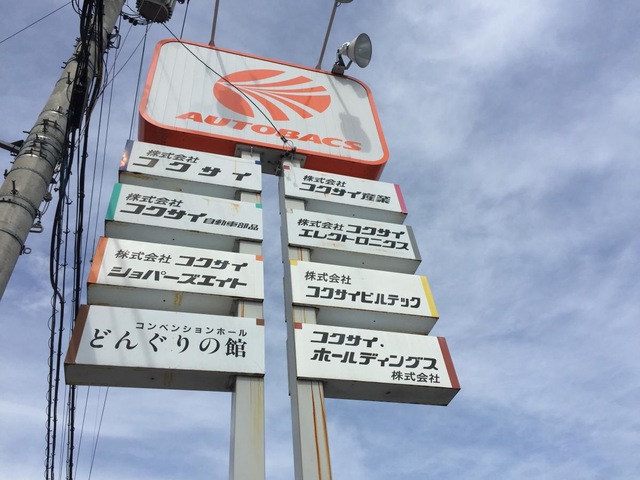 AUTOBACS
株式会社
コクサイ
株式会社
コクサイ自動車部品
株式会社 コクサイ
ショパーズエイト
コンベンションホール
どんぐりの館
株式会社
コクサイ産業
株式会社 コクサイ
エレクトロニクス
株式会社
コクサイビルテック
コクサイ・
ホールディングス
株式会社